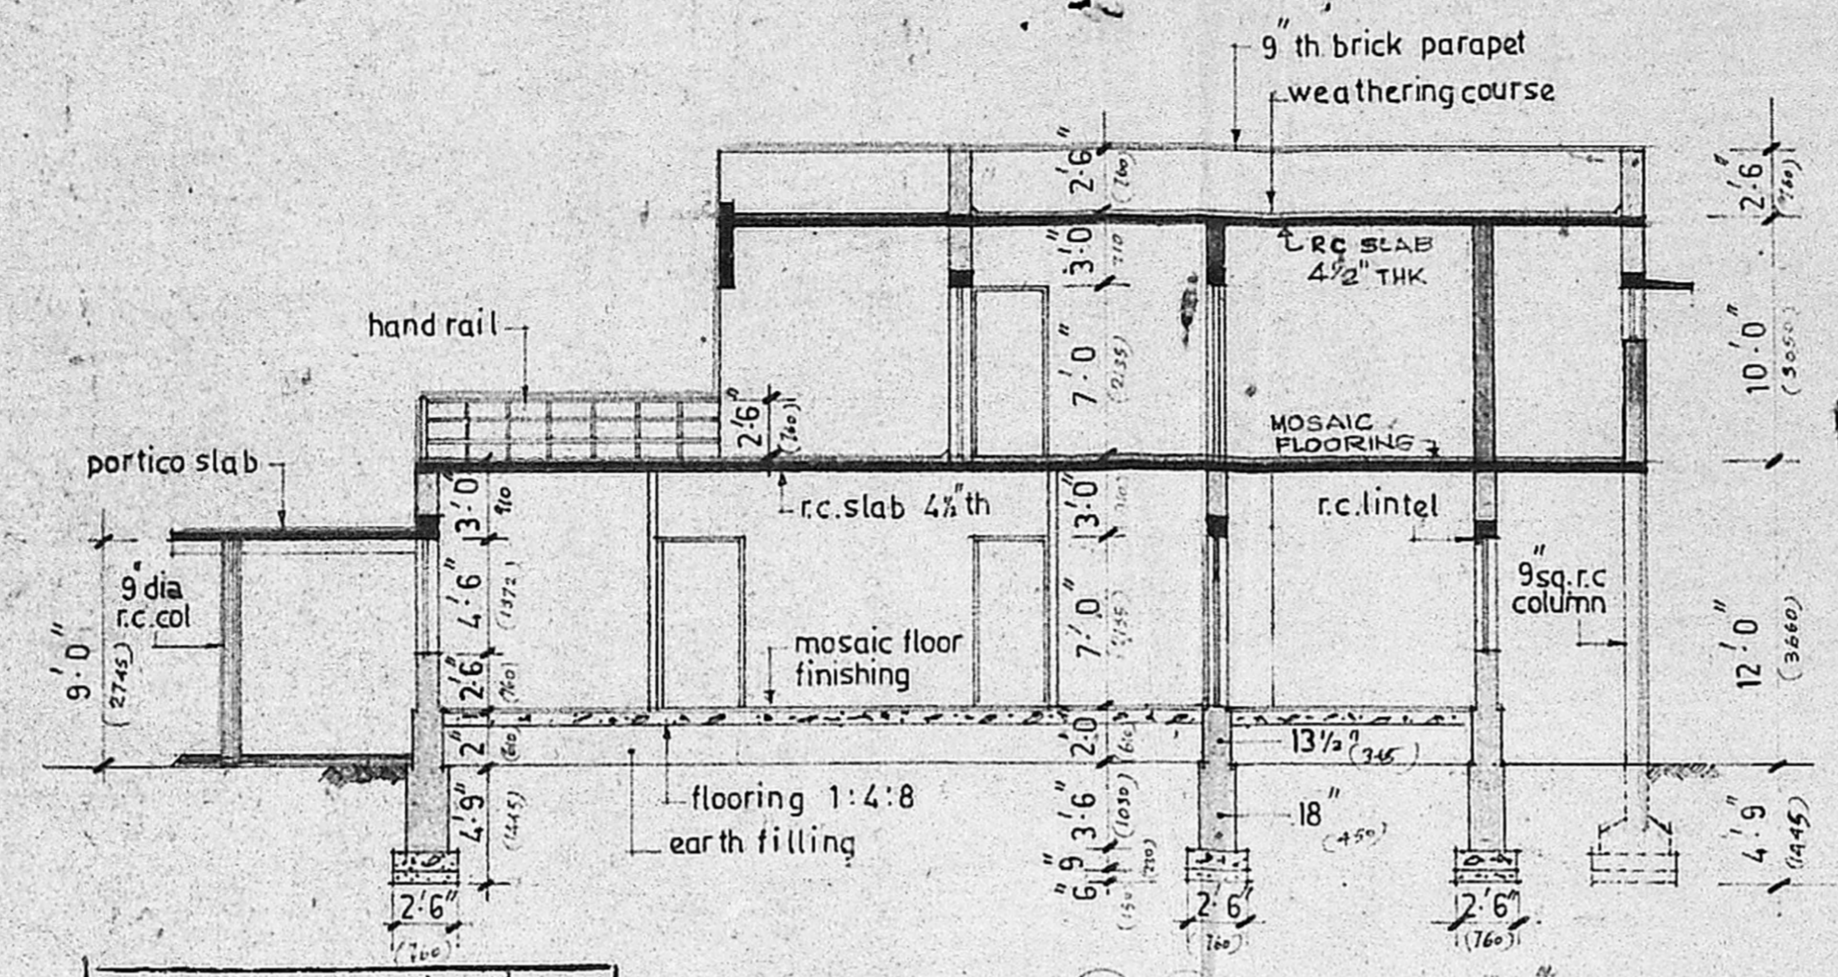 9" th. brick parapet
weathering course
2'·6"
(760)
2'·6"
(760)
RC SLAB
4½" THK
3'·0"
hand rail
7'·0"
(2135)
10'·0"
(3050)
2'·6"
(760)
MOSAIC
FLOORING
portico slab
3'·0"
910
r.c. slab 4½" th
3'·0"
r.c. lintel
9" dia
r.c. col
4'·6"
(1372)
9" sq. r.c
column
7'·0"
9'·0"
(2745)
mosaic floor
finishing
2'·6"
(760)
12'·0"
(3660)
2'
(610)
2'·0
(610)
13½"
(345)
flooring 1:4:8
earth filling
4'·9"
(1445)
3'·6"
(1050)
18"
(450)
4'·9"
(1445)
9
6"
2'·6"
(760)
2'·6"
(760)
2'·6"
(760)